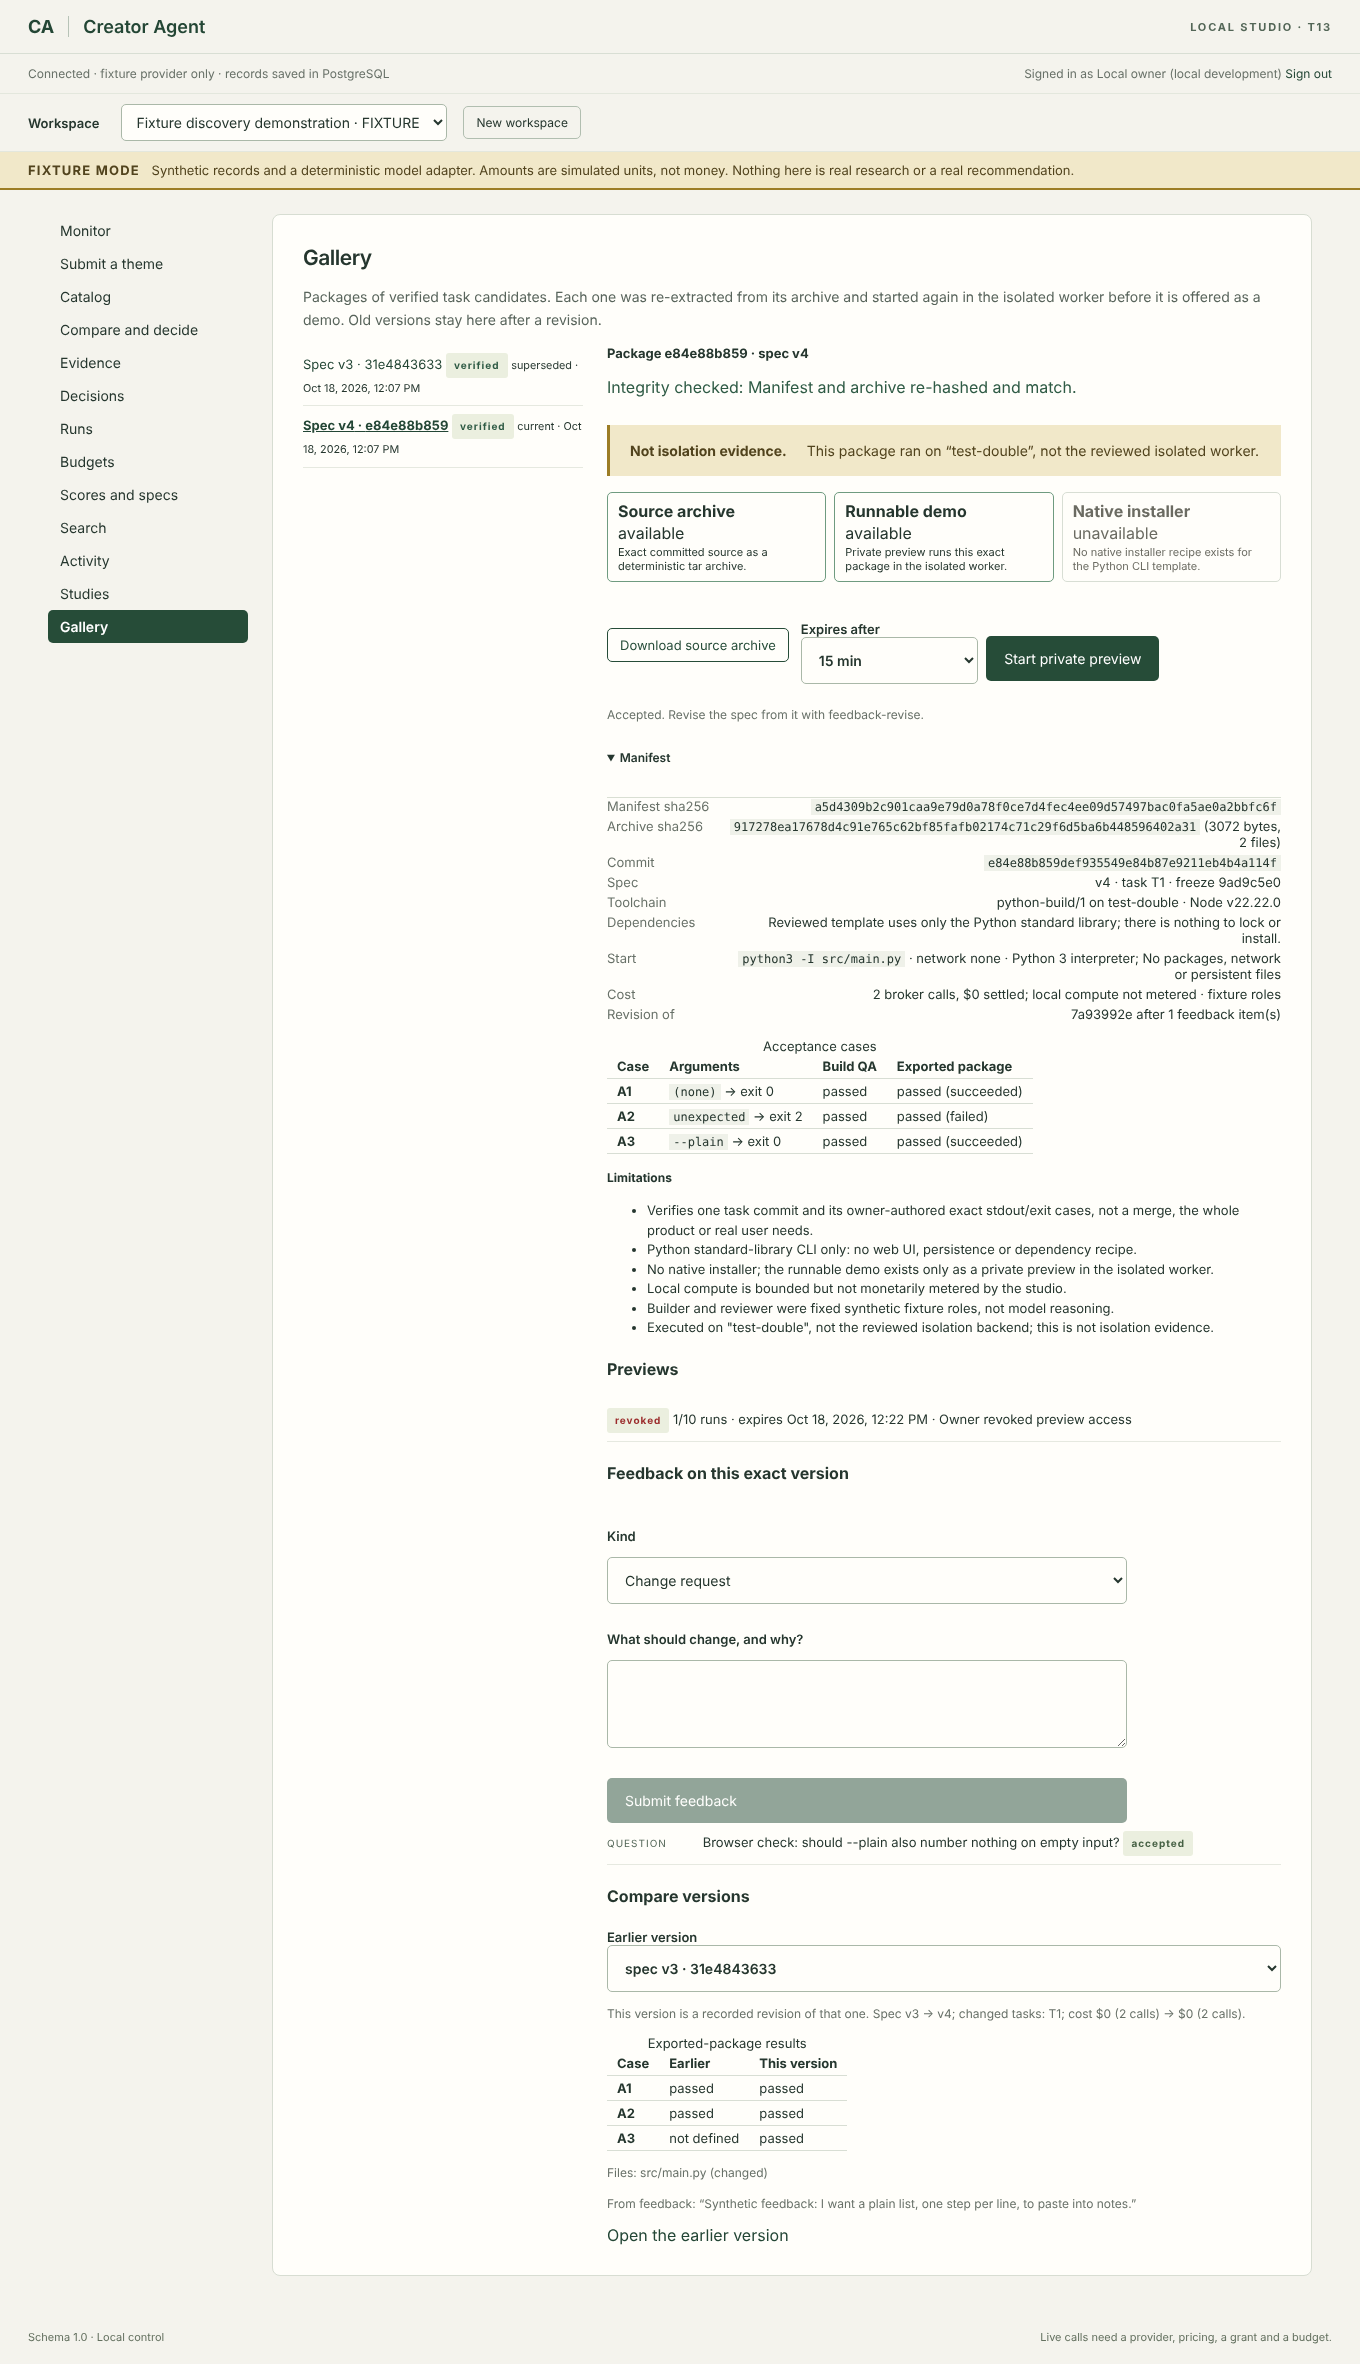 CA Creator Agent
LOCAL STUDIO · T13
Connected · fixture provider only · records saved in PostgreSQL
Signed in as Local owner (local development) Sign out
Workspace
Fixture discovery demonstration · FIXTURE
New workspace
FIXTURE MODE Synthetic records and a deterministic model adapter. Amounts are simulated units, not money. Nothing here is real research or a real recommendation.
Monitor
Submit a theme
Catalog
Compare and decide
Evidence
Decisions
Runs
Budgets
Scores and specs
Search
Activity
Studies
Gallery
Gallery
Packages of verified task candidates. Each one was re-extracted from its archive and started again in the isolated worker before it is offered as a
demo. Old versions stay here after a revision.
Spec v3 · 31e4843633 verified superseded ·
Oct 18, 2026, 12:07 PM
Spec v4 · e84e88b859 verified current · Oct
18, 2026, 12:07 PM
Package e84e88b859 · spec v4
Integrity checked: Manifest and archive re-hashed and match.
Not isolation evidence. This package ran on “test-double”, not the reviewed isolated worker.
Source archive
available
Exact committed source as a
deterministic tar archive.
Runnable demo
available
Private preview runs this exact
package in the isolated worker.
Native installer
unavailable
No native installer recipe exists for
the Python CLI template.
Download source archive
Expires after
15 min
Start private preview
Accepted. Revise the spec from it with feedback-revise.
▼ Manifest
Manifest sha256 a5d4309b2c901caa9e79d0a78f0ce7d4fec4ee09d57497bac0fa5ae0a2bbfc6f
Archive sha256 917278ea17678d4c91e765c62bf85fafb02174c71c29f6d5ba6b448596402a31 (3072 bytes,
2 files)
Commit e84e88b859def935549e84b87e9211eb4b4a114f
Spec v4 · task T1 · freeze 9ad9c5e0
Toolchain python-build/1 on test-double · Node v22.22.0
Dependencies Reviewed template uses only the Python standard library; there is nothing to lock or
install.
Start python3 -I src/main.py · network none · Python 3 interpreter; No packages, network
or persistent files
Cost 2 broker calls, $0 settled; local compute not metered · fixture roles
Revision of 7a93992e after 1 feedback item(s)
Acceptance cases
Case Arguments Build QA Exported package
A1 (none) → exit 0 passed passed (succeeded)
A2 unexpected → exit 2 passed passed (failed)
A3 --plain → exit 0 passed passed (succeeded)
Limitations
• Verifies one task commit and its owner-authored exact stdout/exit cases, not a merge, the whole
product or real user needs.
• Python standard-library CLI only: no web UI, persistence or dependency recipe.
• No native installer; the runnable demo exists only as a private preview in the isolated worker.
• Local compute is bounded but not monetarily metered by the studio.
• Builder and reviewer were fixed synthetic fixture roles, not model reasoning.
• Executed on "test-double", not the reviewed isolation backend; this is not isolation evidence.
Previews
revoked 1/10 runs · expires Oct 18, 2026, 12:22 PM · Owner revoked preview access
Feedback on this exact version
Kind
Change request
What should change, and why?
Submit feedback
QUESTION Browser check: should --plain also number nothing on empty input? accepted
Compare versions
Earlier version
spec v3 · 31e4843633
This version is a recorded revision of that one. Spec v3 → v4; changed tasks: T1; cost $0 (2 calls) → $0 (2 calls).
Exported-package results
Case Earlier This version
A1 passed passed
A2 passed passed
A3 not defined passed
Files: src/main.py (changed)
From feedback: “Synthetic feedback: I want a plain list, one step per line, to paste into notes.”
Open the earlier version
Schema 1.0 · Local control
Live calls need a provider, pricing, a grant and a budget.